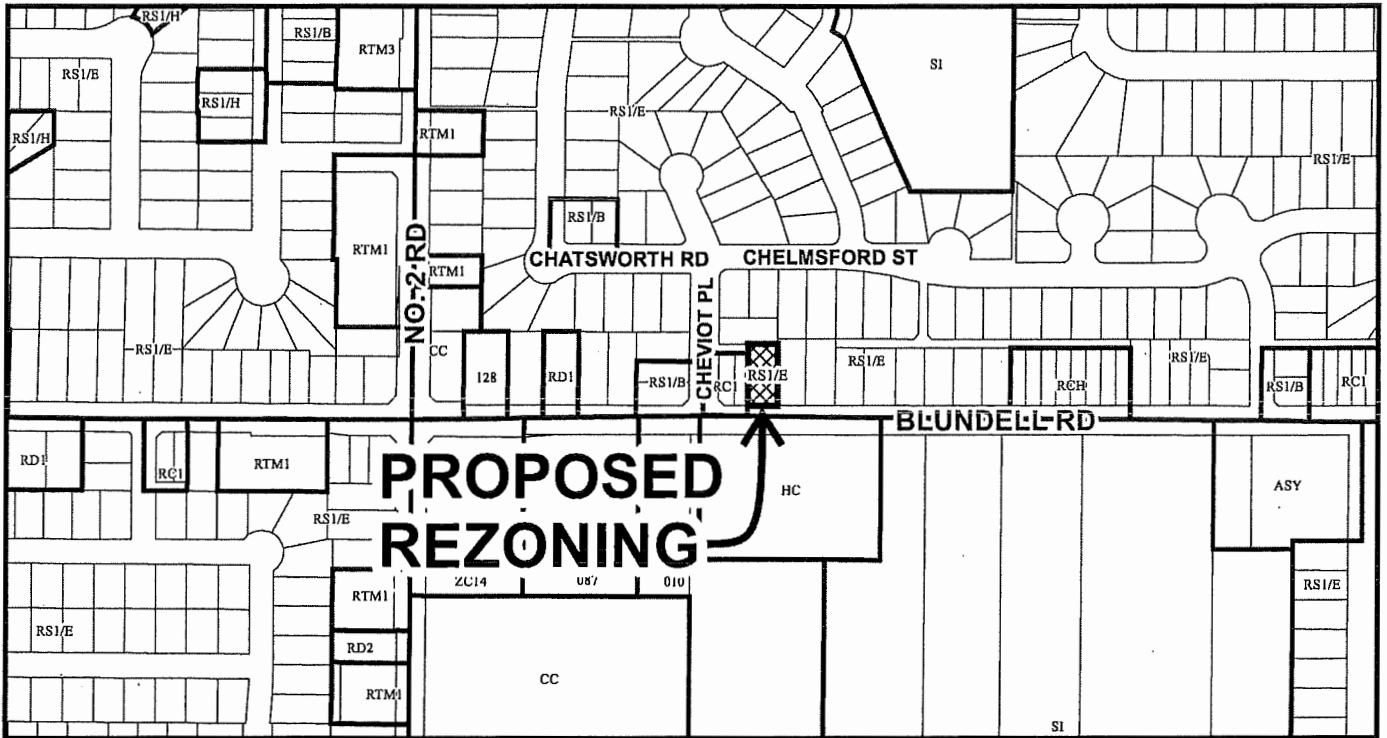 RS1/H
RS1/B
RTM3
SI
RS1/E
RS1/H
RS1/E
RS1/H
RTM1
RS1/E
RS1/B
RTM1
NO. 2 RD
CHATSWORTH RD
CHELMSFORD ST
RTM1
CHEVIOT PL
CC
RS1/E
128
RD1
RS1/B
RC1
RS1/E
RS1/E
RCH
RS1/E
RS1/B
RC1
BLUNDELL RD
RD1
RC1
RTM1
PROPOSED
REZONING
HC
ASY
RS1/E
ZC14
087
010
RTM1
RS1/E
RS1/E
RD2
CC
RTM1
SI